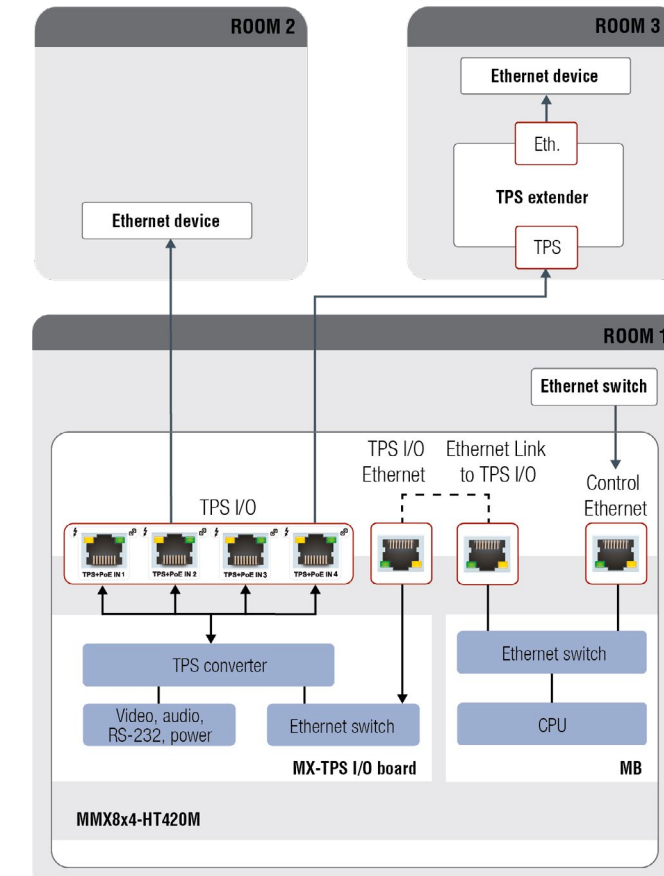 ROOM 2
ROOM 3
Ethernet device
Eth.
TPS extender
TPS
Ethernet device
ROOM 1
Ethernet switch
TPS I/O
Ethernet
Ethernet Link
to TPS I/O
Control
Ethernet
TPS I/O
TPS+PoE IN 1
TPS+PoE IN 2
TPS+PoE IN 3
TPS+PoE IN 4
TPS converter
Ethernet switch
Video, audio,
RS-232, power
Ethernet switch
CPU
MX-TPS I/O board
MB
MMX8x4-HT420M